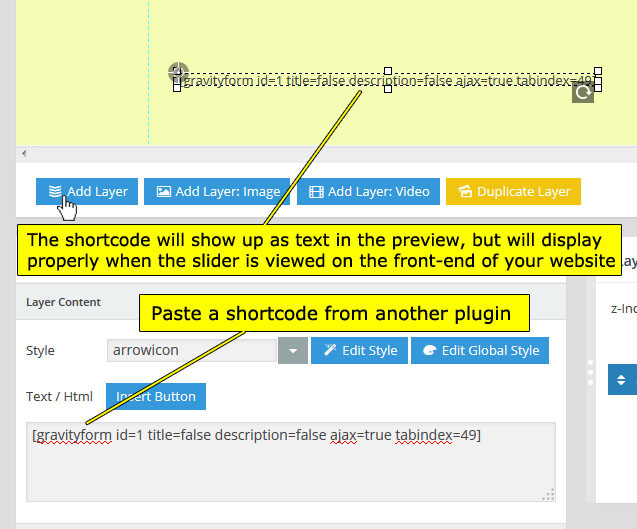 [gravityform id=1 title=false description=false ajax=true tabindex=49]
Add Layer Add Layer: Image Add Layer: Video Duplicate Layer
The shortcode will show up as text in the preview, but will display
properly when the slider is viewed on the front-end of your website
Layer Content
Paste a shortcode from another plugin
Style arrowicon Edit Style Edit Global Style
Text / Html Insert Button
[gravityform id=1 title=false description=false ajax=true tabindex=49]